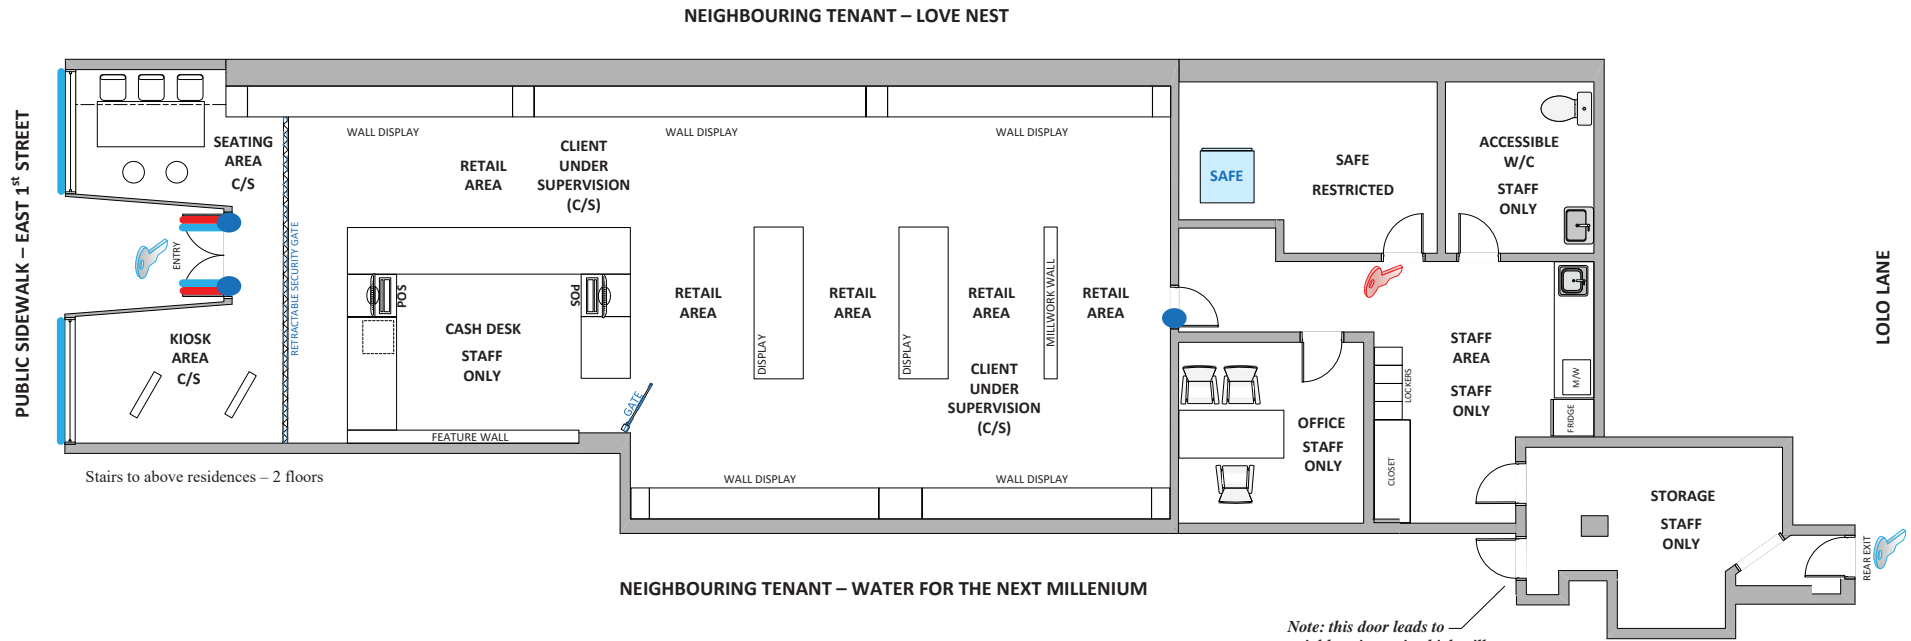 NEIGHBOURING TENANT – LOVE NEST
PUBLIC SIDEWALK – EAST 1st STREET
SEATING
AREA
C/S
ENTRY
KIOSK
AREA
C/S
RETRACTABLE SECURITY GATE
WALL DISPLAY
WALL DISPLAY
WALL DISPLAY
RETAIL
AREA
CLIENT
UNDER
SUPERVISION
(C/S)
POS
POS
CASH DESK
STAFF
ONLY
FEATURE WALL
GATE
RETAIL
AREA
DISPLAY
RETAIL
AREA
DISPLAY
RETAIL
AREA
MILLWORK WALL
RETAIL
AREA
CLIENT
UNDER
SUPERVISION
(C/S)
WALL DISPLAY
WALL DISPLAY
SAFE
SAFE
RESTRICTED
ACCESSIBLE
W/C
STAFF
ONLY
STAFF
AREA
STAFF
ONLY
LOCKERS
CLOSET
M/W
FRIDGE
OFFICE
STAFF
ONLY
STORAGE
STAFF
ONLY
REAR EXIT
LOLO LANE
Stairs to above residences – 2 floors
NEIGHBOURING TENANT – WATER FOR THE NEXT MILLENIUM
Note: this door leads to